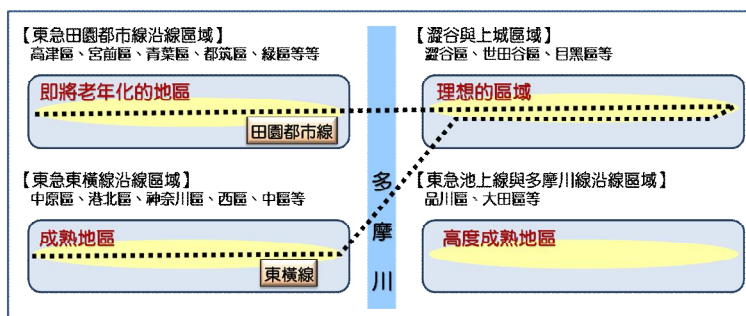 【東急田園都市線沿線區域】
高津區、宮前區、青葉區、都筑區、綠區等等
即將老年化的地區
田園都市線
【澀谷與上城區域】
澀谷區、世田谷區、目黑區等
理想的區域
多摩川
【東急東橫線沿線區域】
中原區、港北區、神奈川區、西區、中區等
成熟地區
東橫線
【東急池上線與多摩川線沿線區域】
品川區、大田區等
高度成熟地區